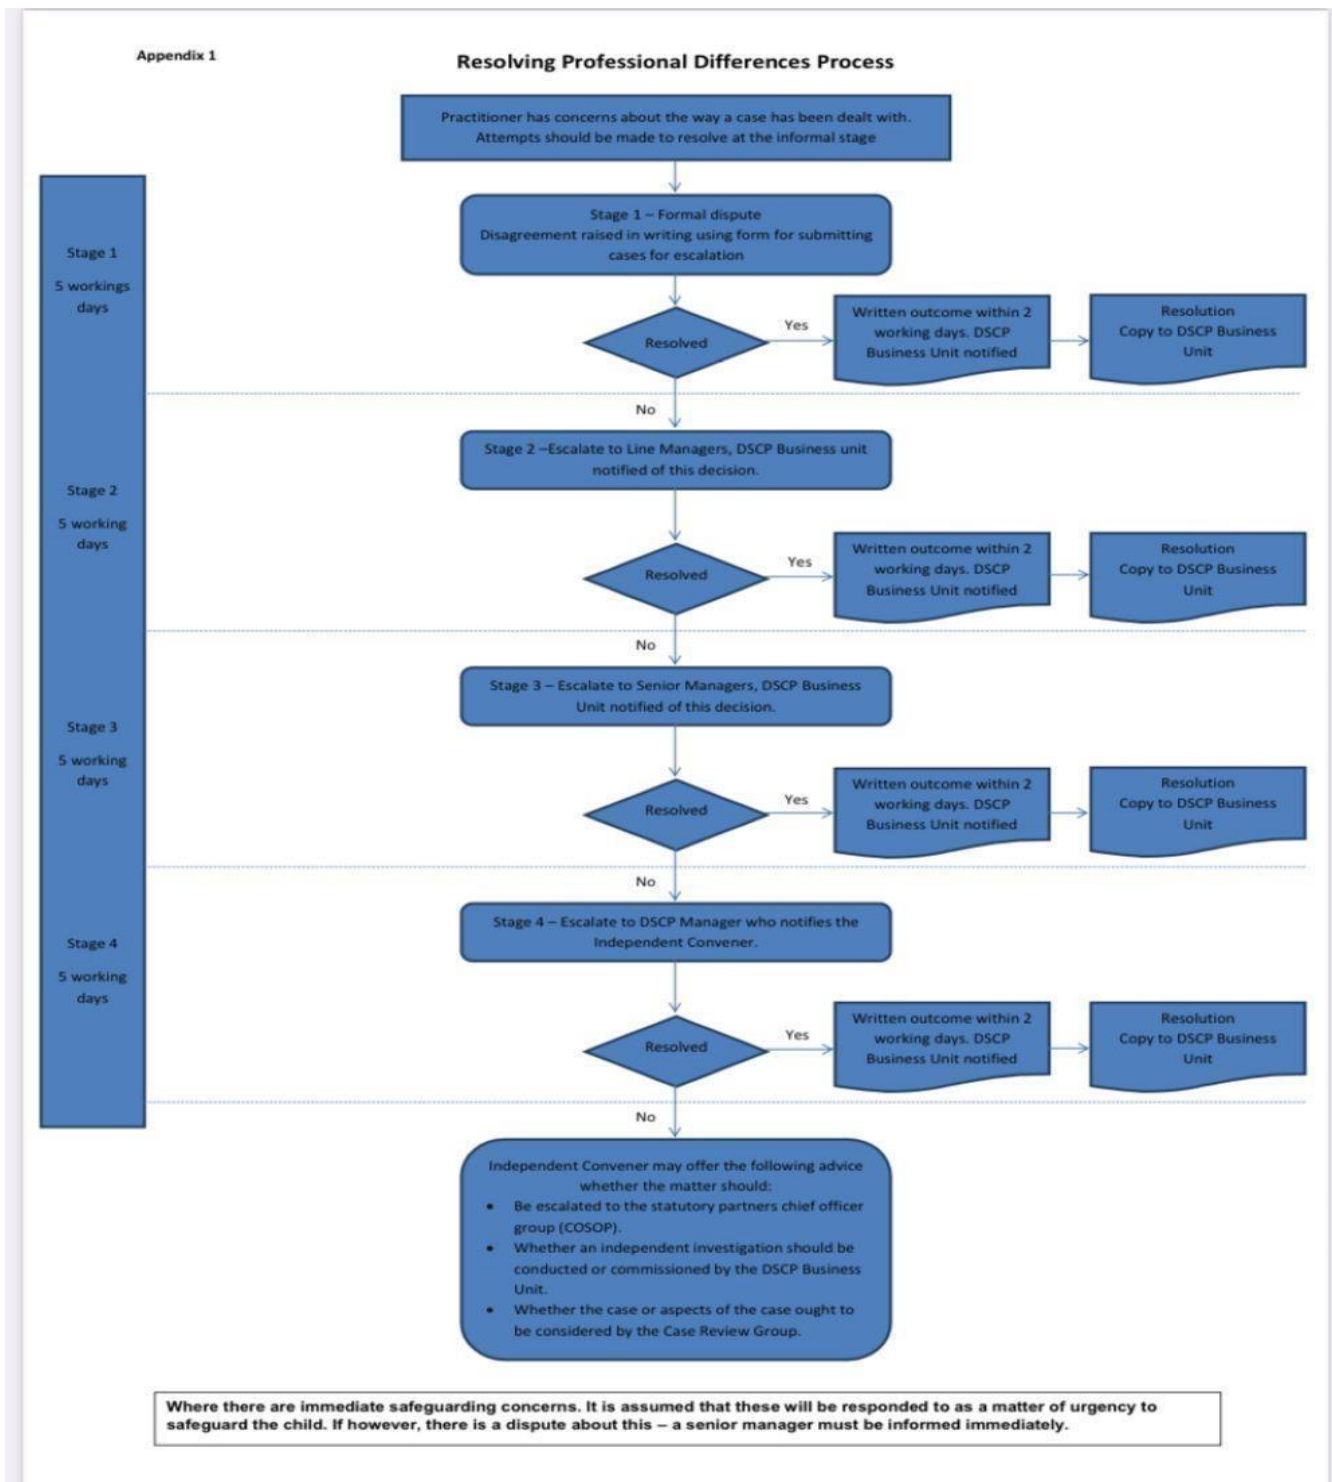 Appendix 1
Resolving Professional Differences Process
Practitioner has concerns about the way a case has been dealt with.
Attempts should be made to resolve at the informal stage
Stage 1
5 workings
days
Stage 1 – Formal dispute
Disagreement raised in writing using form for submitting
cases for escalation
Resolved
Yes
Written outcome within 2
working days. DSCP
Business Unit notified
Resolution
Copy to DSCP Business
Unit
No
Stage 2
5 working
days
Stage 2 –Escalate to Line Managers, DSCP Business unit
notified of this decision.
Resolved
Yes
Written outcome within 2
working days. DSCP
Business Unit notified
Resolution
Copy to DSCP Business
Unit
No
Stage 3
5 working
days
Stage 3 – Escalate to Senior Managers, DSCP Business
Unit notified of this decision.
Resolved
Yes
Written outcome within 2
working days. DSCP
Business Unit notified
Resolution
Copy to DSCP Business
Unit
No
Stage 4
5 working
days
Stage 4 – Escalate to DSCP Manager who notifies the
Independent Convener.
Resolved
Yes
Written outcome within 2
working days. DSCP
Business Unit notified
Resolution
Copy to DSCP Business
Unit
No
Independent Convener may offer the following advice
whether the matter should:
• Be escalated to the statutory partners chief officer
group (COSOP).
• Whether an independent investigation should be
conducted or commissioned by the DSCP Business
Unit.
• Whether the case or aspects of the case ought to
be considered by the Case Review Group.
Where there are immediate safeguarding concerns. It is assumed that these will be responded to as a matter of urgency to
safeguard the child. If however, there is a dispute about this – a senior manager must be informed immediately.